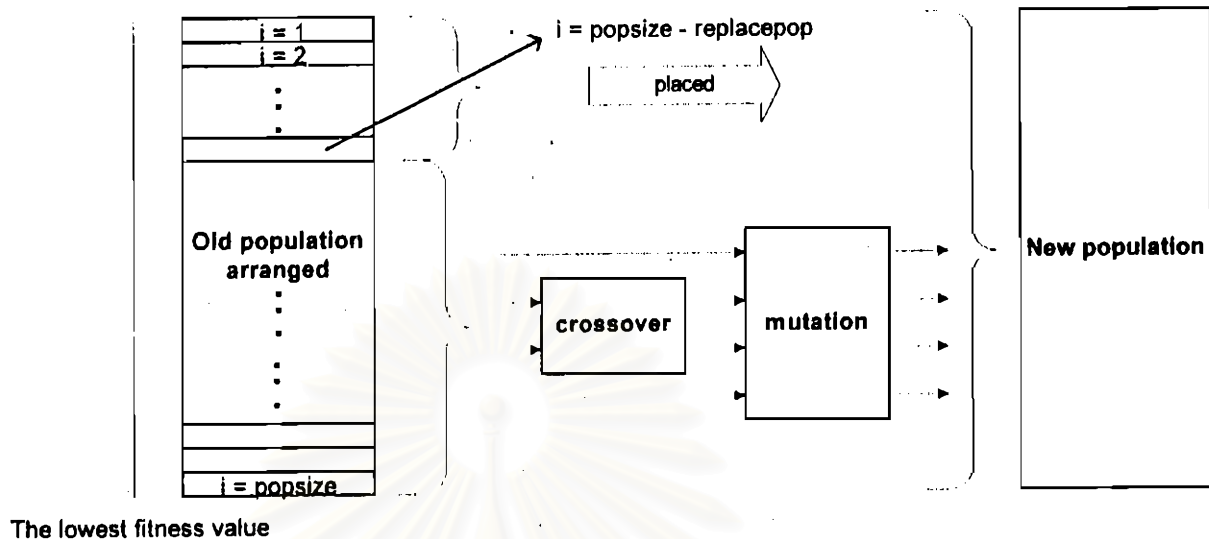 i = 1
i = 2
i = popsize - replacepop
placed
Old population
arranged
crossover
mutation
New population
i = popsize
The lowest fitness value